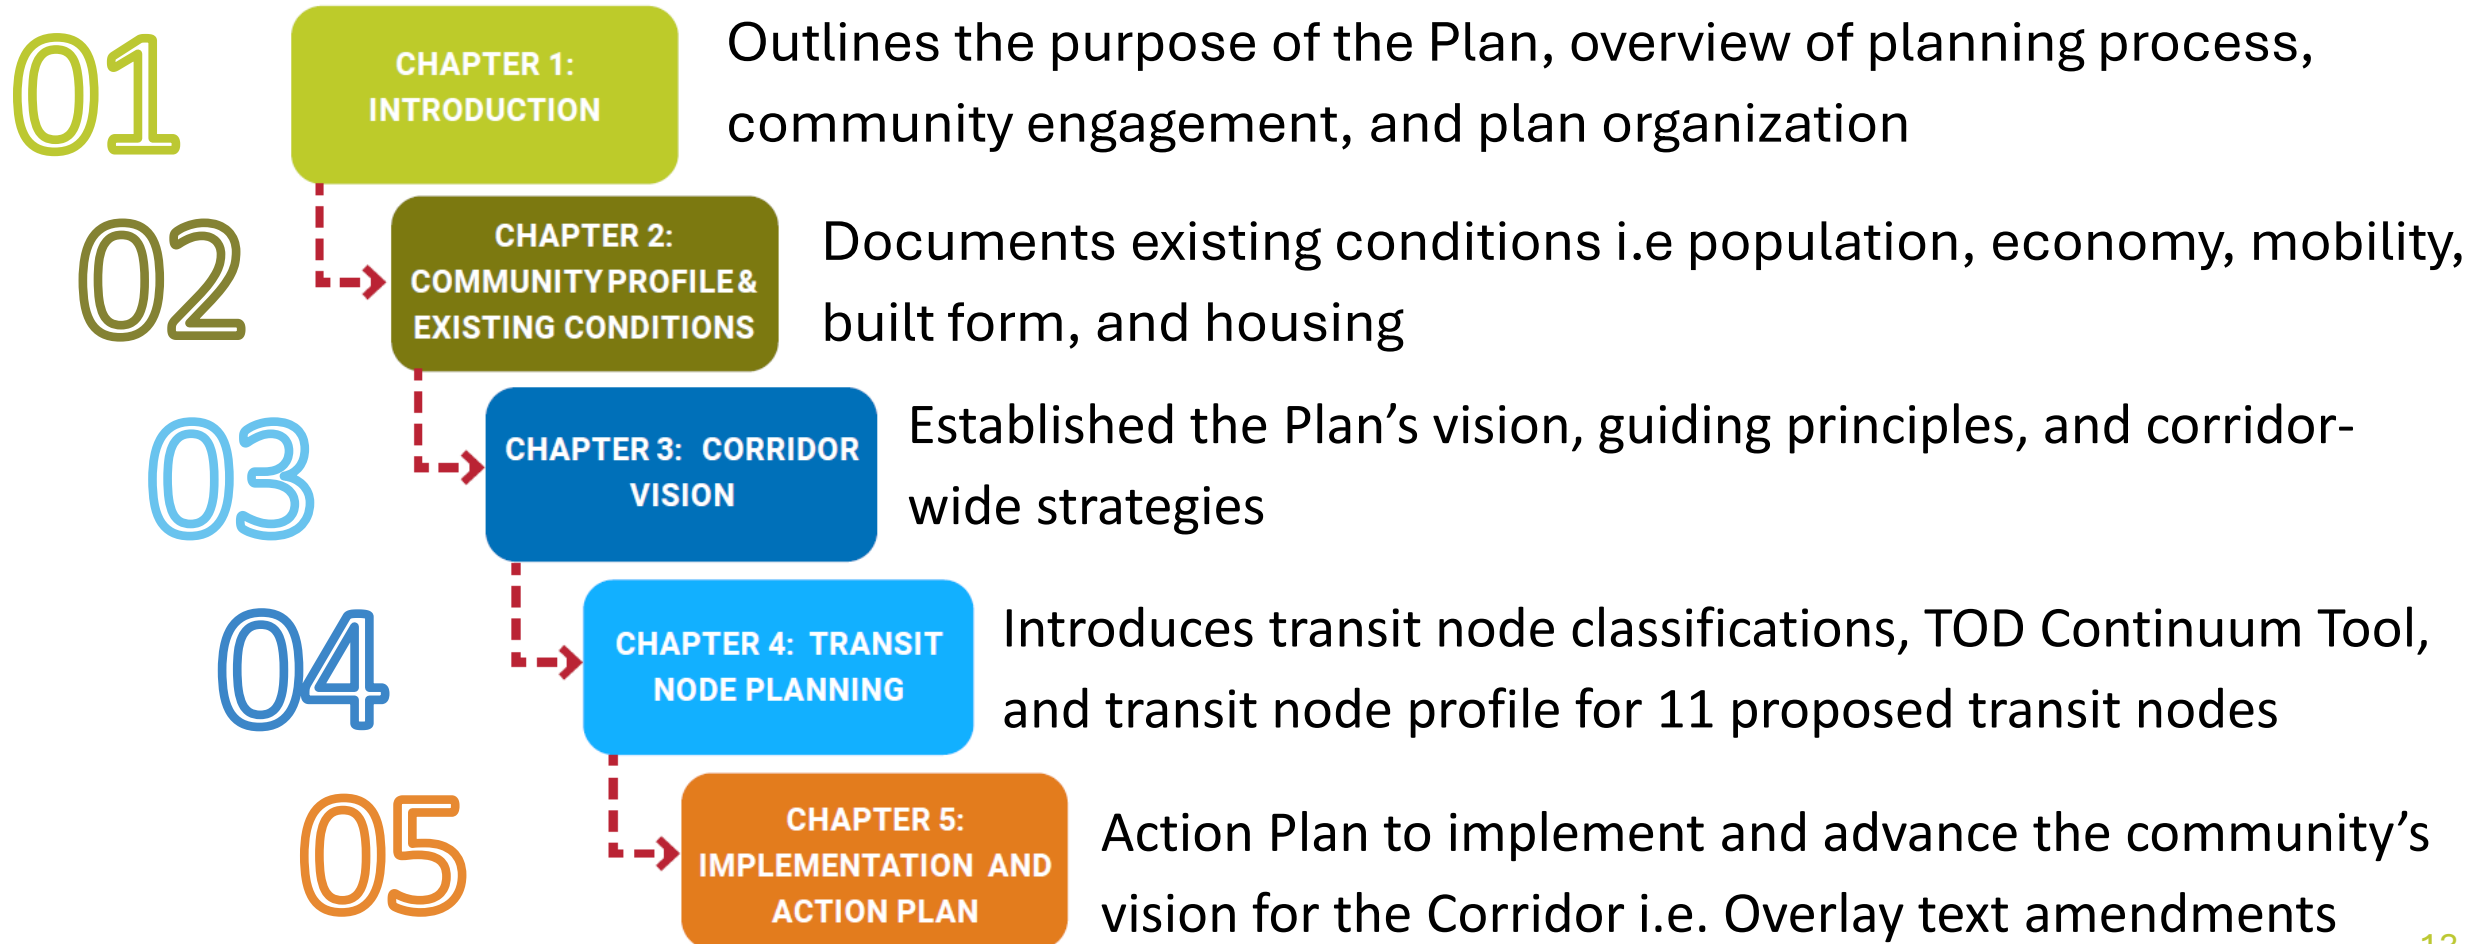 01
CHAPTER 1:
INTRODUCTION
Outlines the purpose of the Plan, overview of planning process,
community engagement, and plan organization
02
CHAPTER 2:
COMMUNITY PROFILE &
EXISTING CONDITIONS
Documents existing conditions i.e population, economy, mobility,
built form, and housing
03
CHAPTER 3: CORRIDOR
VISION
Established the Plan’s vision, guiding principles, and corridor-
wide strategies
04
CHAPTER 4: TRANSIT
NODE PLANNING
Introduces transit node classifications, TOD Continuum Tool,
and transit node profile for 11 proposed transit nodes
05
CHAPTER 5:
IMPLEMENTATION AND
ACTION PLAN
Action Plan to implement and advance the community’s
vision for the Corridor i.e. Overlay text amendments